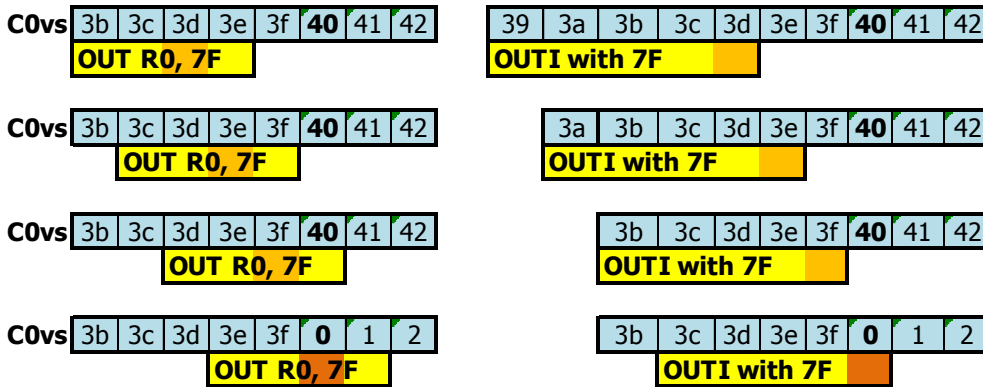 C0vs 3b 3c 3d 3e 3f 40 41 42 39 3a 3b 3c 3d 3e 3f 40 41 42
OUT R0, 7F OUTI with 7F
C0vs 3b 3c 3d 3e 3f 40 41 42 3a 3b 3c 3d 3e 3f 40 41 42
OUT R0, 7F OUTI with 7F
C0vs 3b 3c 3d 3e 3f 40 41 42 3b 3c 3d 3e 3f 40 41 42
OUT R0, 7F OUTI with 7F
C0vs 3b 3c 3d 3e 3f 0 1 2 3b 3c 3d 3e 3f 0 1 2
OUT R0, 7F OUTI with 7F